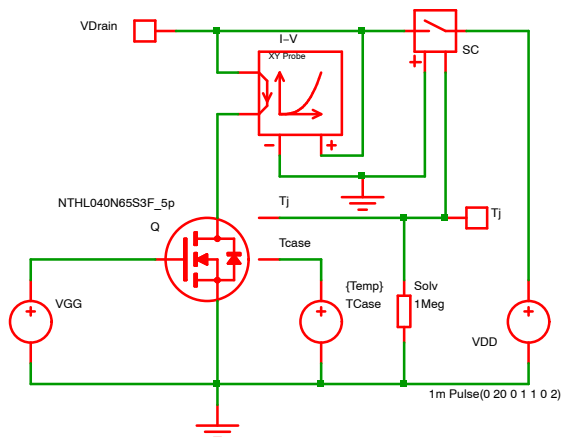 VDrain
I-V
XY Probe
SC
+
- +
NTHL040N65S3F_5p
Q
Tj
Tj
Tcase
VGG
+
{Temp}
TCase
+
Solv
1Meg
VDD
+
1m Pulse(0 20 0 1 1 0 2)